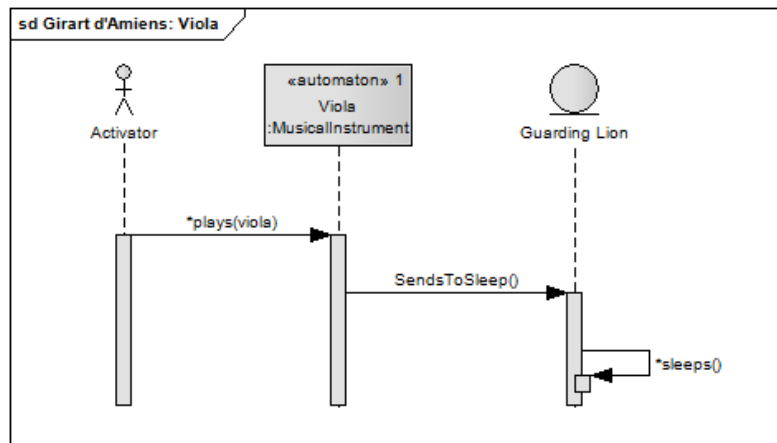 sd Girart d'Amiens: Viola
«automaton» 1
Viola
:MusicalInstrument
Activator
Guarding Lion
*plays(viola)
SendsToSleep()
*sleeps()